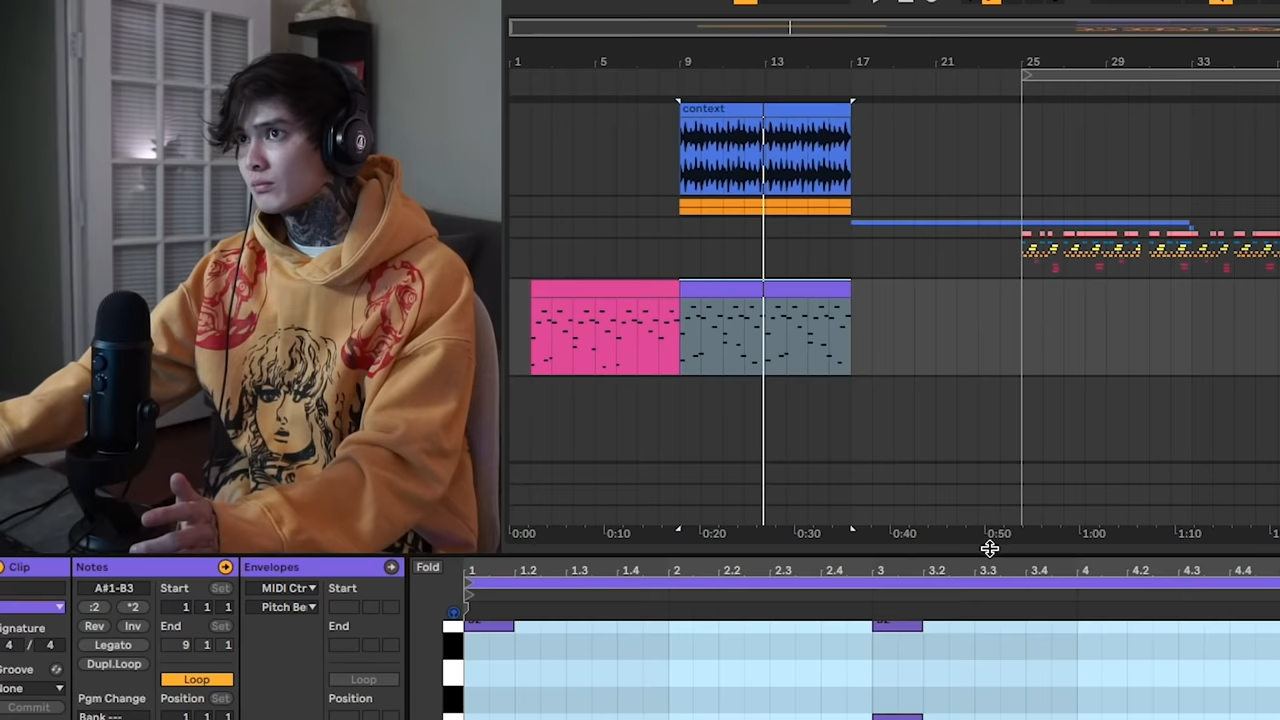 1 5 9 13 17 21 25 29 33
context
0:00 0:10 0:20 0:30 0:40 0:50 1:00 1:10
Clip Notes Envelopes Fold
1 1.2 1.3 1.4 2 2.2 2.3 2.4 3 3.2 3.3 3.4 4 4.2 4.3 4.4
A#1-B3 Start Set MIDI Ctr Start
:2 *2 1 1 1 Pitch Be
Rev Inv End Set End
4 / 4 Legato 9 1 1
Dupl.Loop
None Loop Loop
Commit Pgm Change Position Set Position
Bank --- 1 1 1